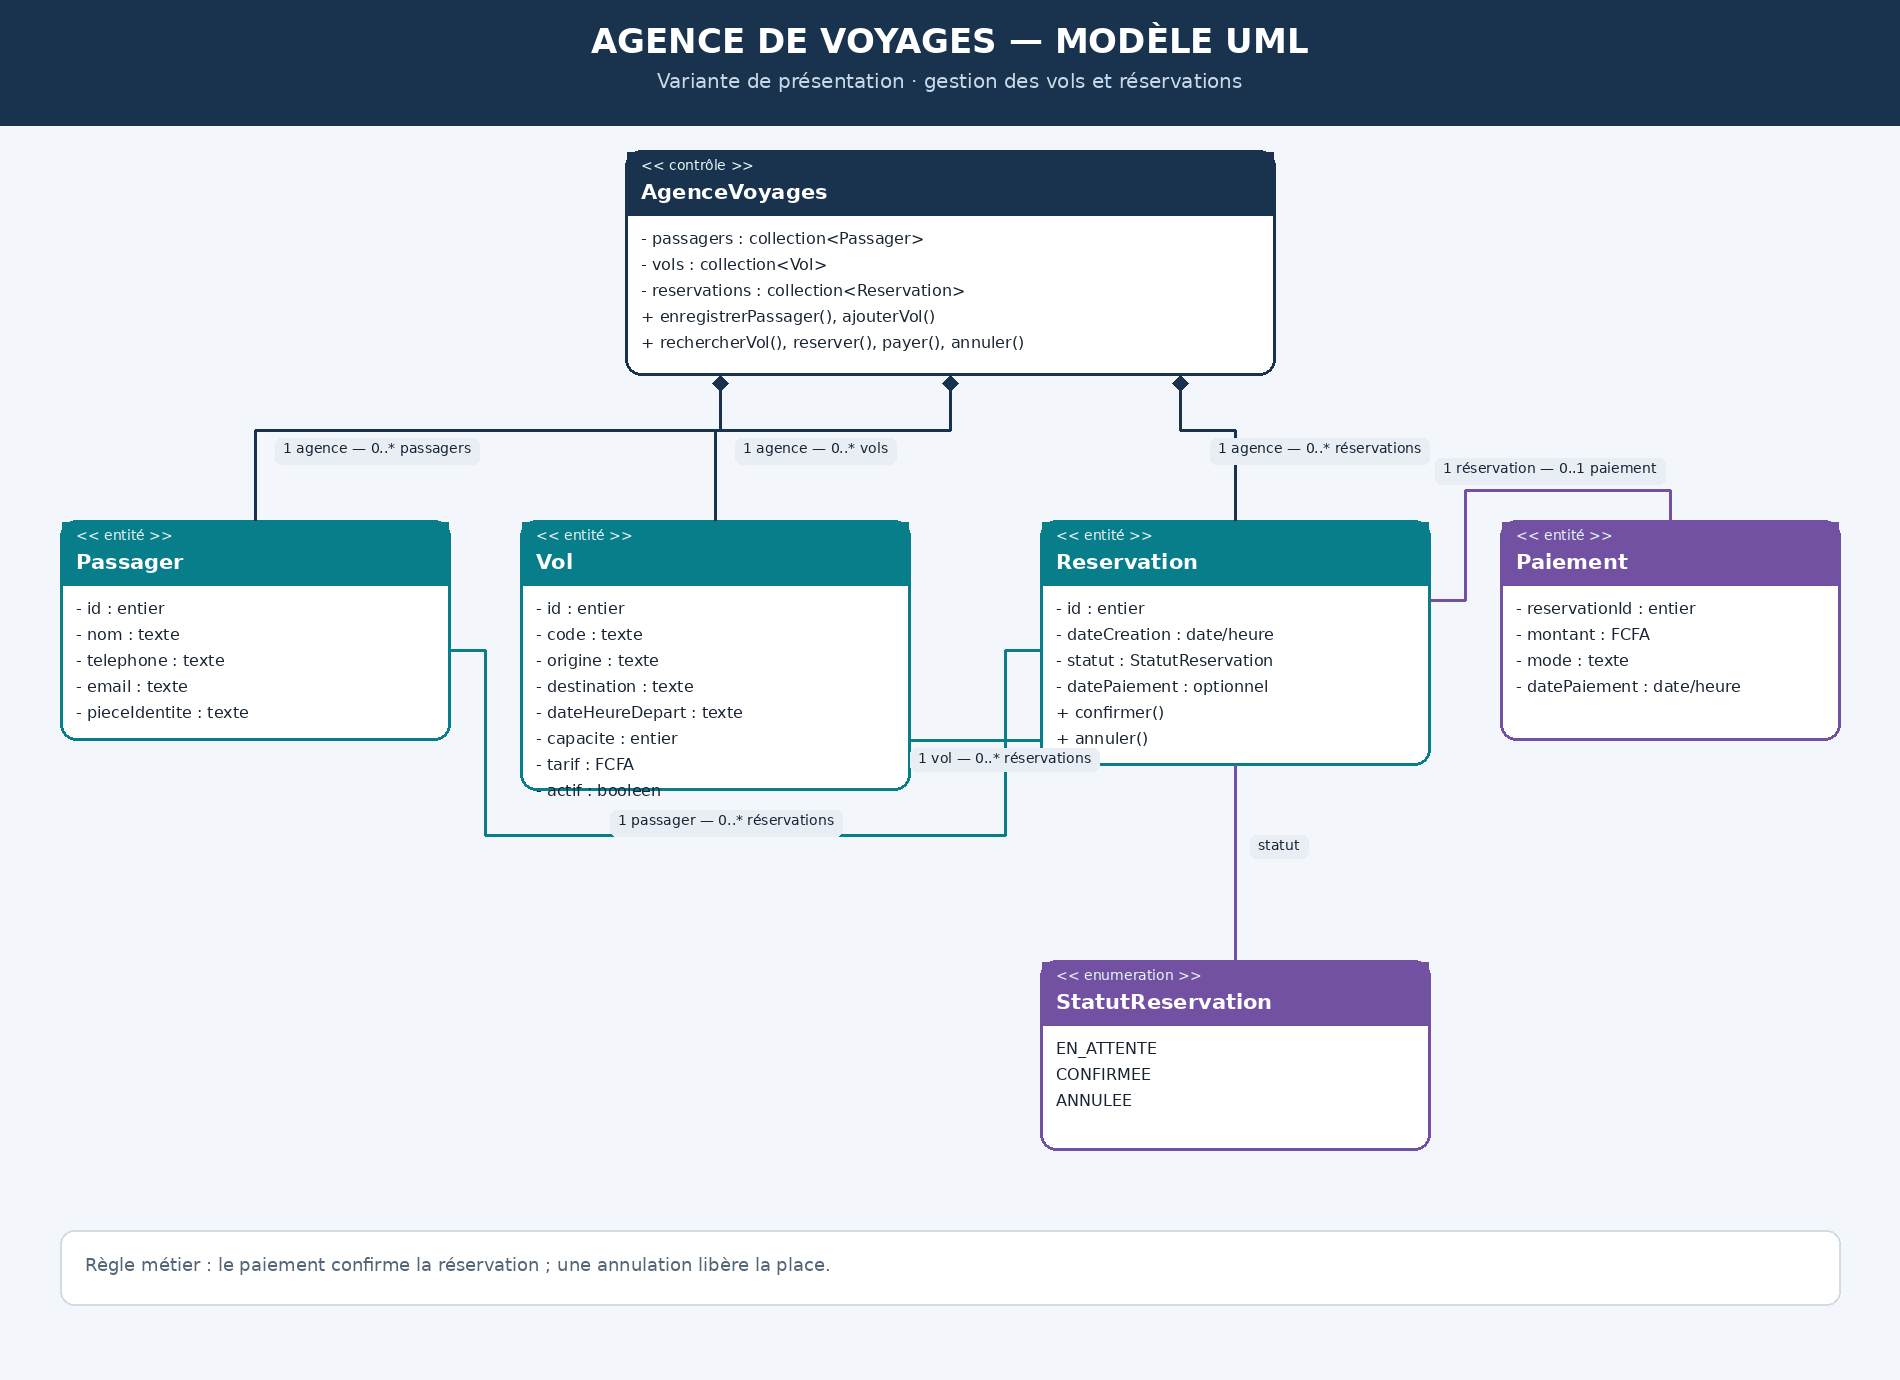 AGENCE DE VOYAGES — MODÈLE UML
Variante de présentation · gestion des vols et réservations
<< contrôle >>
AgenceVoyages
- passagers : collection<Passager>
- vols : collection<Vol>
- reservations : collection<Reservation>
+ enregistrerPassager(), ajouterVol()
+ rechercherVol(), reserver(), payer(), annuler()
1 agence — 0..* passagers
1 agence — 0..* vols
1 agence — 0..* réservations
1 réservation — 0..1 paiement
<< entité >>
Passager
- id : entier
- nom : texte
- telephone : texte
- email : texte
- pieceIdentite : texte
<< entité >>
Vol
- id : entier
- code : texte
- origine : texte
- destination : texte
- dateHeureDepart : texte
- capacite : entier
- tarif : FCFA
- actif : booleen
<< entité >>
Reservation
- id : entier
- dateCreation : date/heure
- statut : StatutReservation
- datePaiement : optionnel
+ confirmer()
+ annuler()
<< entité >>
Paiement
- reservationId : entier
- montant : FCFA
- mode : texte
- datePaiement : date/heure
1 vol — 0..* réservations
1 passager — 0..* réservations
statut
<< enumeration >>
StatutReservation
EN_ATTENTE
CONFIRMEE
ANNULEE
Règle métier : le paiement confirme la réservation ; une annulation libère la place.